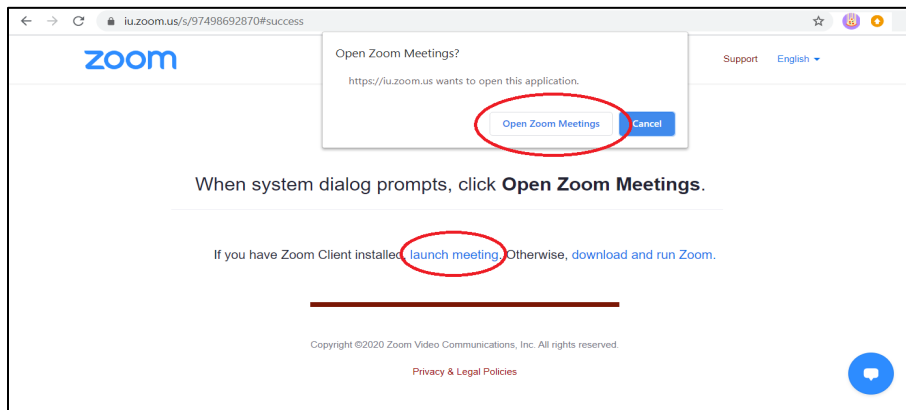 iu.zoom.us/s/97498692870#success
zoom
Open Zoom Meetings?
https://iu.zoom.us wants to open this application.
Open Zoom Meetings
Cancel
Support
English
When system dialog prompts, click Open Zoom Meetings.
If you have Zoom Client installed, launch meeting. Otherwise, download and run Zoom.
Copyright ©2020 Zoom Video Communications, Inc. All rights reserved.
Privacy & Legal Policies